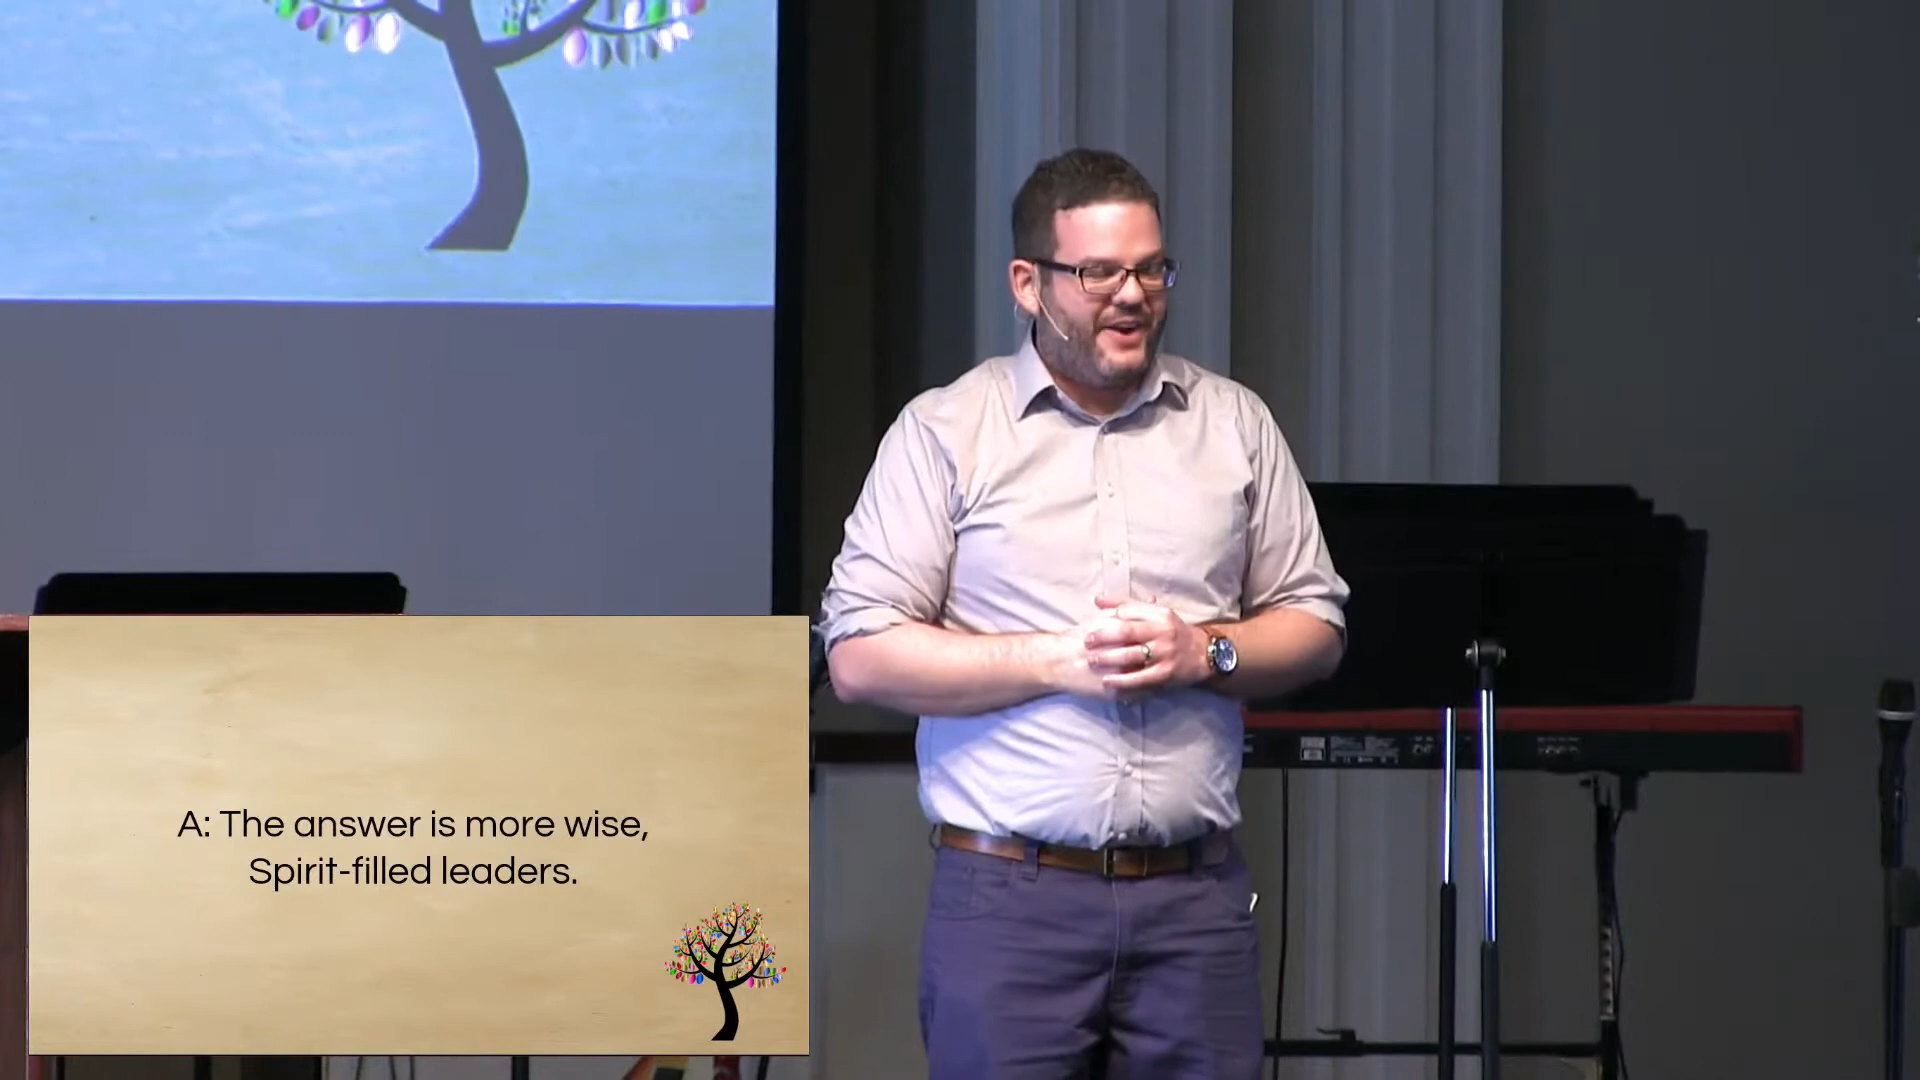 A: The answer is more wise,
Spirit-filled leaders.